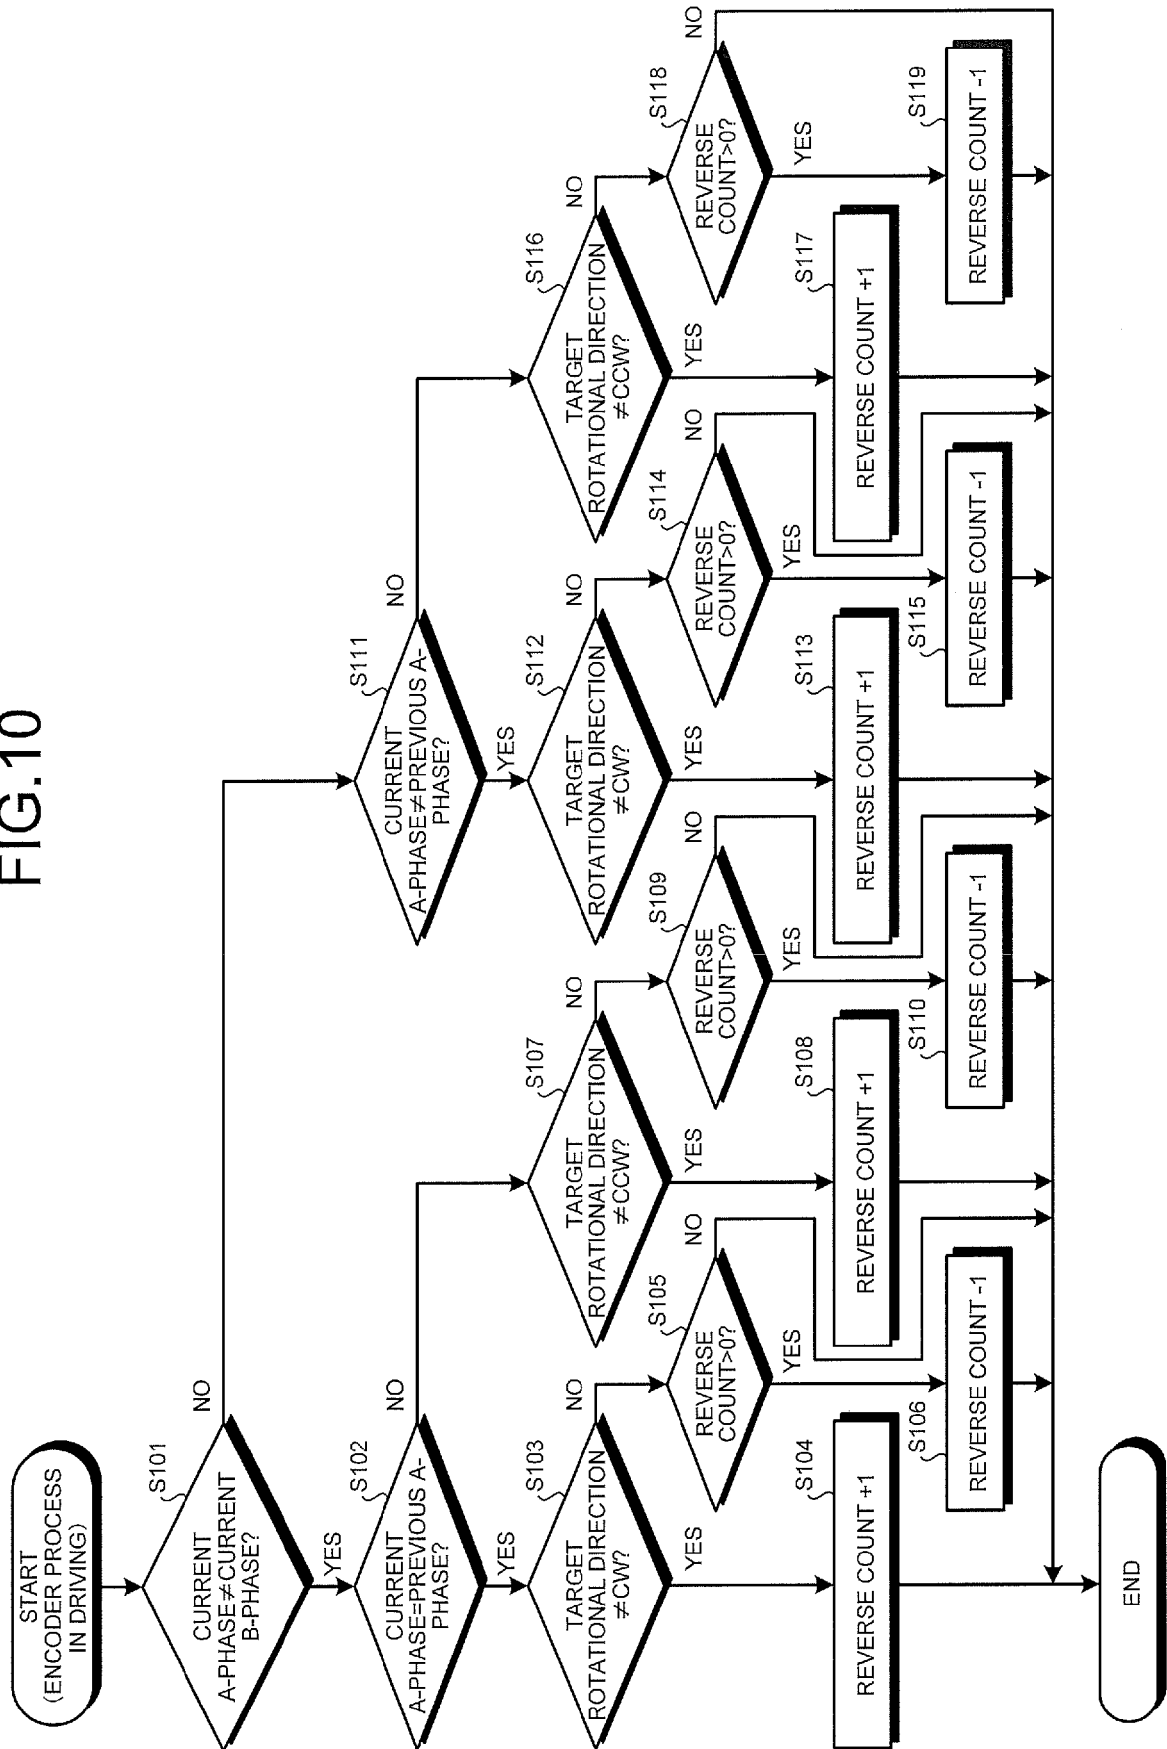 FIG.10
START
(ENCODER PROCESS
IN DRIVING)
S101
CURRENT
A-PHASE≠CURRENT
B-PHASE?
NO
YES
S102
CURRENT
A-PHASE=PREVIOUS A-
PHASE?
NO
YES
S103
TARGET
ROTATIONAL DIRECTION
≠CW?
NO
YES
S104
REVERSE COUNT +1
S105
REVERSE
COUNT>0?
NO
YES
S106
REVERSE COUNT -1
S107
TARGET
ROTATIONAL DIRECTION
≠CCW?
NO
YES
S108
REVERSE COUNT +1
S109
REVERSE
COUNT>0?
NO
YES
S110
REVERSE COUNT -1
S111
CURRENT
A-PHASE≠PREVIOUS A-
PHASE?
NO
YES
S112
TARGET
ROTATIONAL DIRECTION
≠CW?
NO
YES
S113
REVERSE COUNT +1
S114
REVERSE
COUNT>0?
NO
YES
S115
REVERSE COUNT -1
S116
TARGET
ROTATIONAL DIRECTION
≠CCW?
NO
YES
S117
REVERSE COUNT +1
S118
REVERSE
COUNT>0?
NO
YES
S119
REVERSE COUNT -1
END